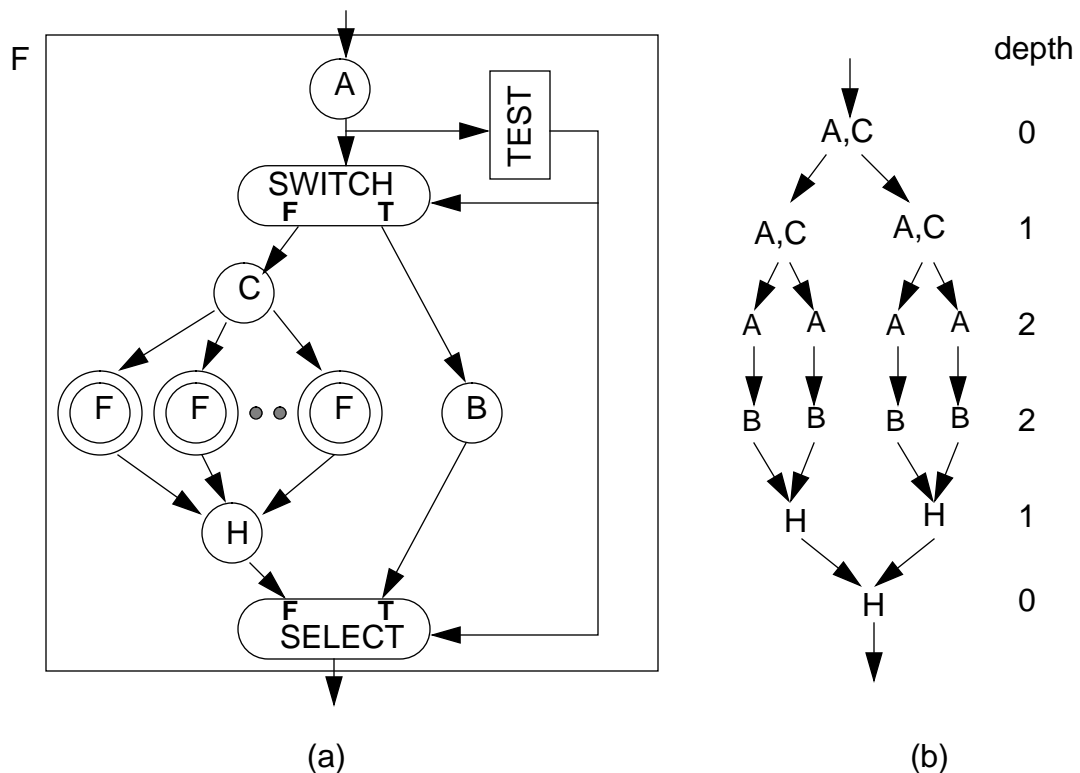 F
A
TEST
SWITCH
F T
C
F F F B
H
F T
SELECT
(a)
depth
A,C 0
A,C A,C 1
A A A A 2
B B B B 2
H H 1
H 0
(b)